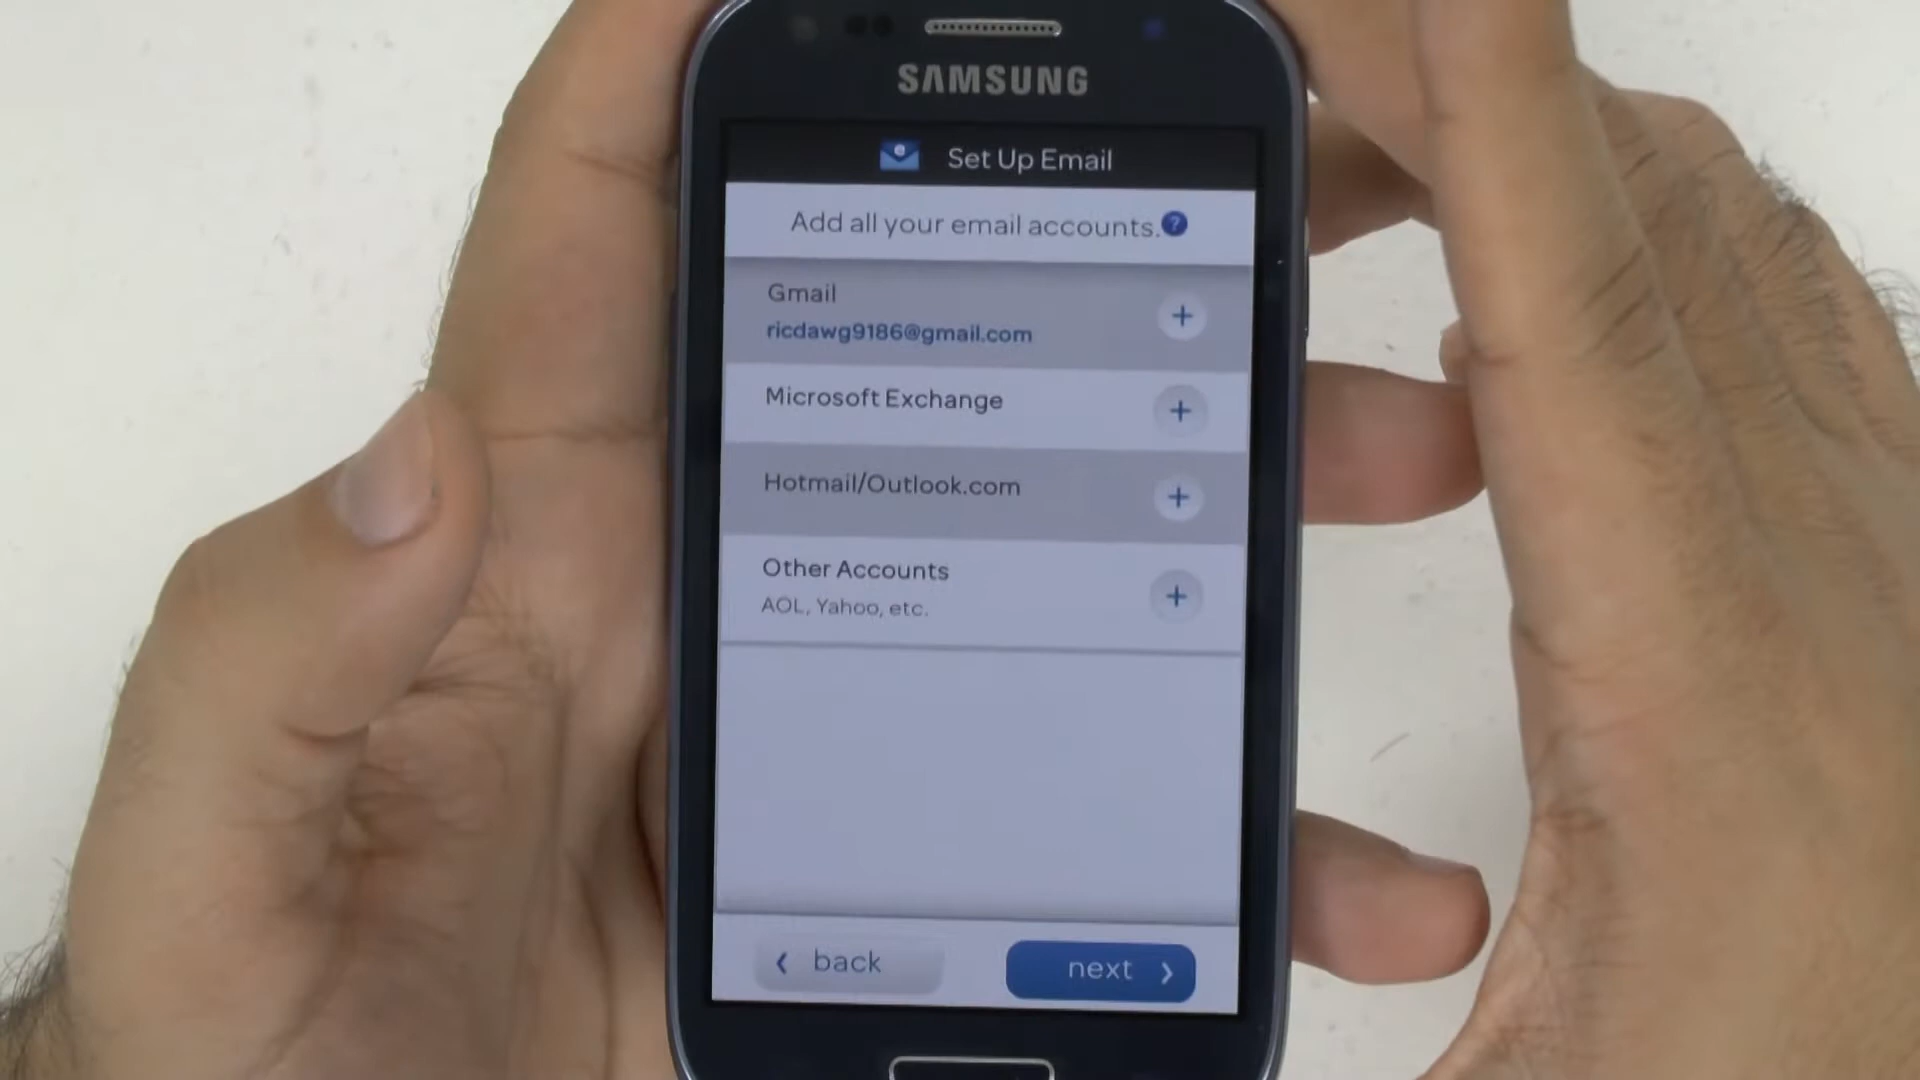 SAMSUNG
Set Up Email
Add all your email accounts. ?
Gmail
ricdawg9186@gmail.com
Microsoft Exchange
Hotmail/Outlook.com
Other Accounts
AOL, Yahoo, etc.
back
next